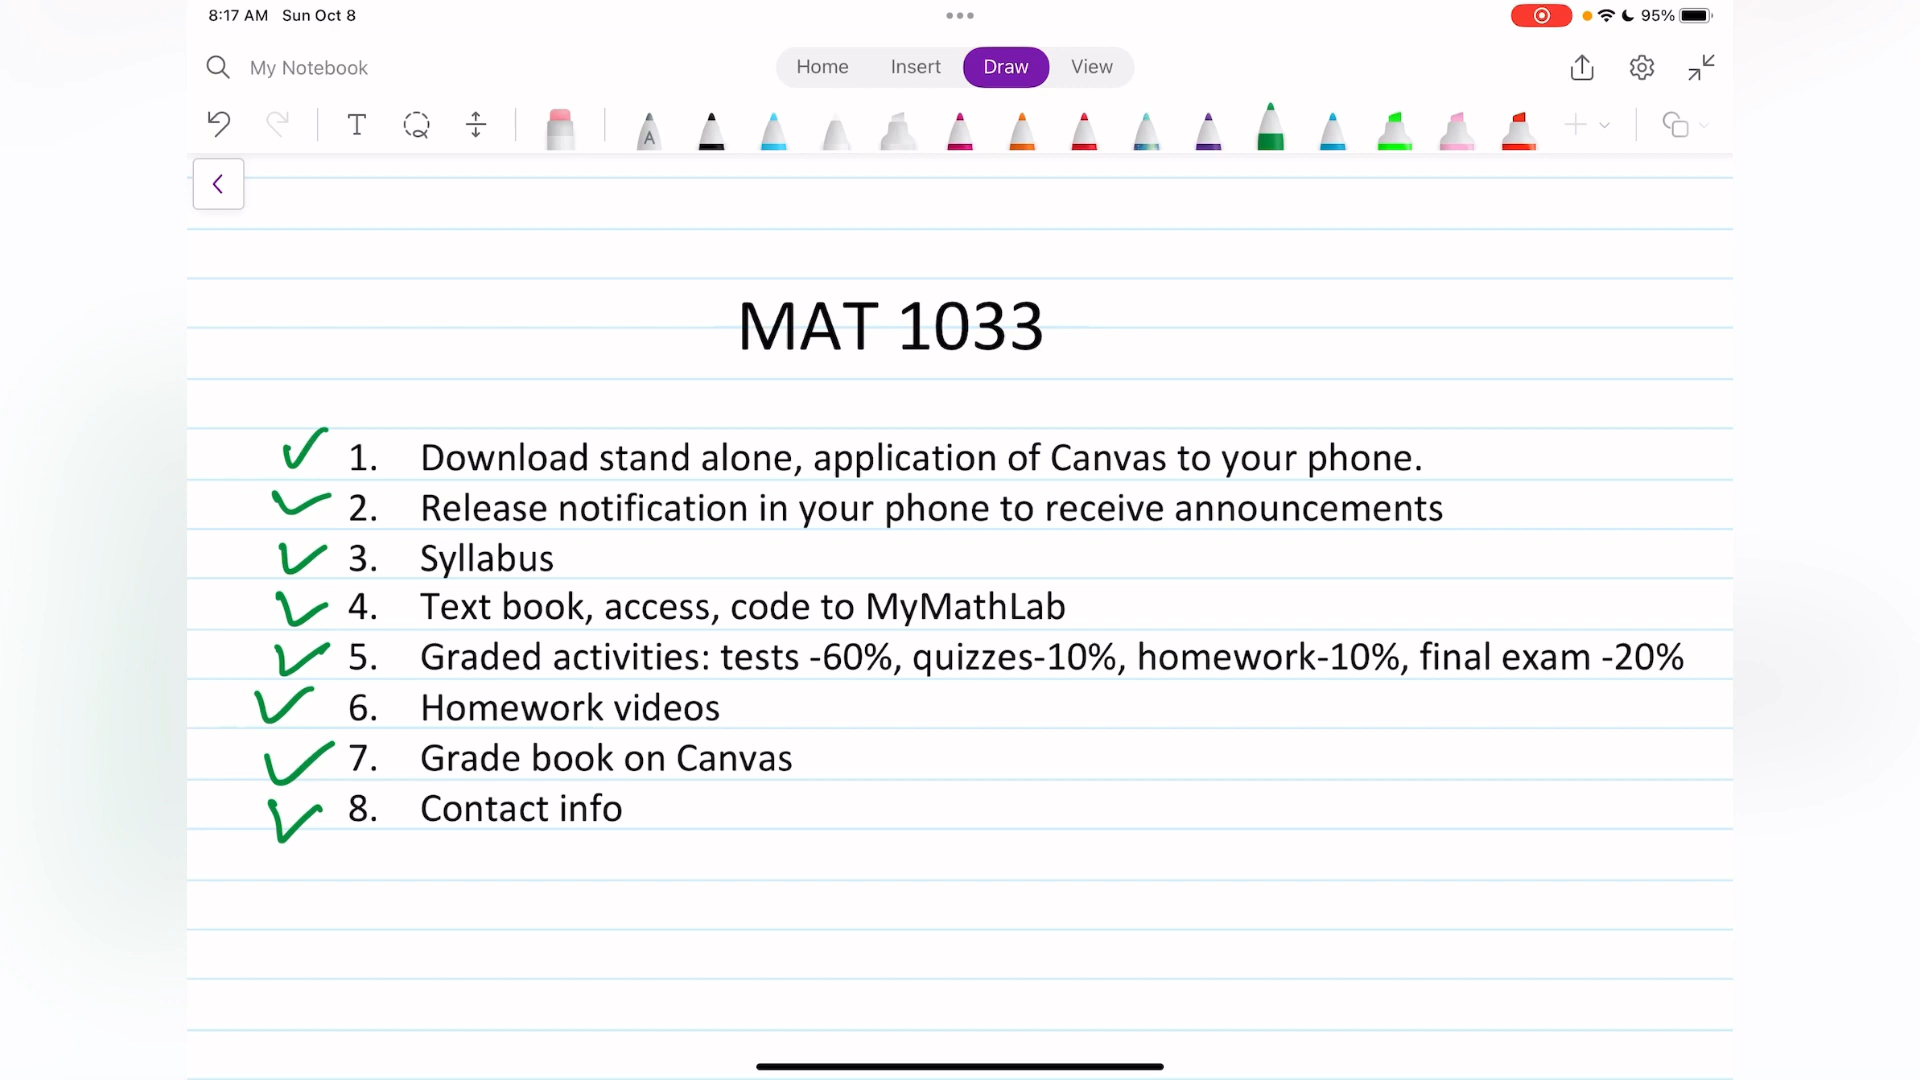 8:17 AM Sun Oct 8
95%
My Notebook
Home Insert Draw View
T
A
MAT 1033
1. Download stand alone, application of Canvas to your phone.
2. Release notification in your phone to receive announcements
3. Syllabus
4. Text book, access, code to MyMathLab
5. Graded activities: tests -60%, quizzes-10%, homework-10%, final exam -20%
6. Homework videos
7. Grade book on Canvas
8. Contact info